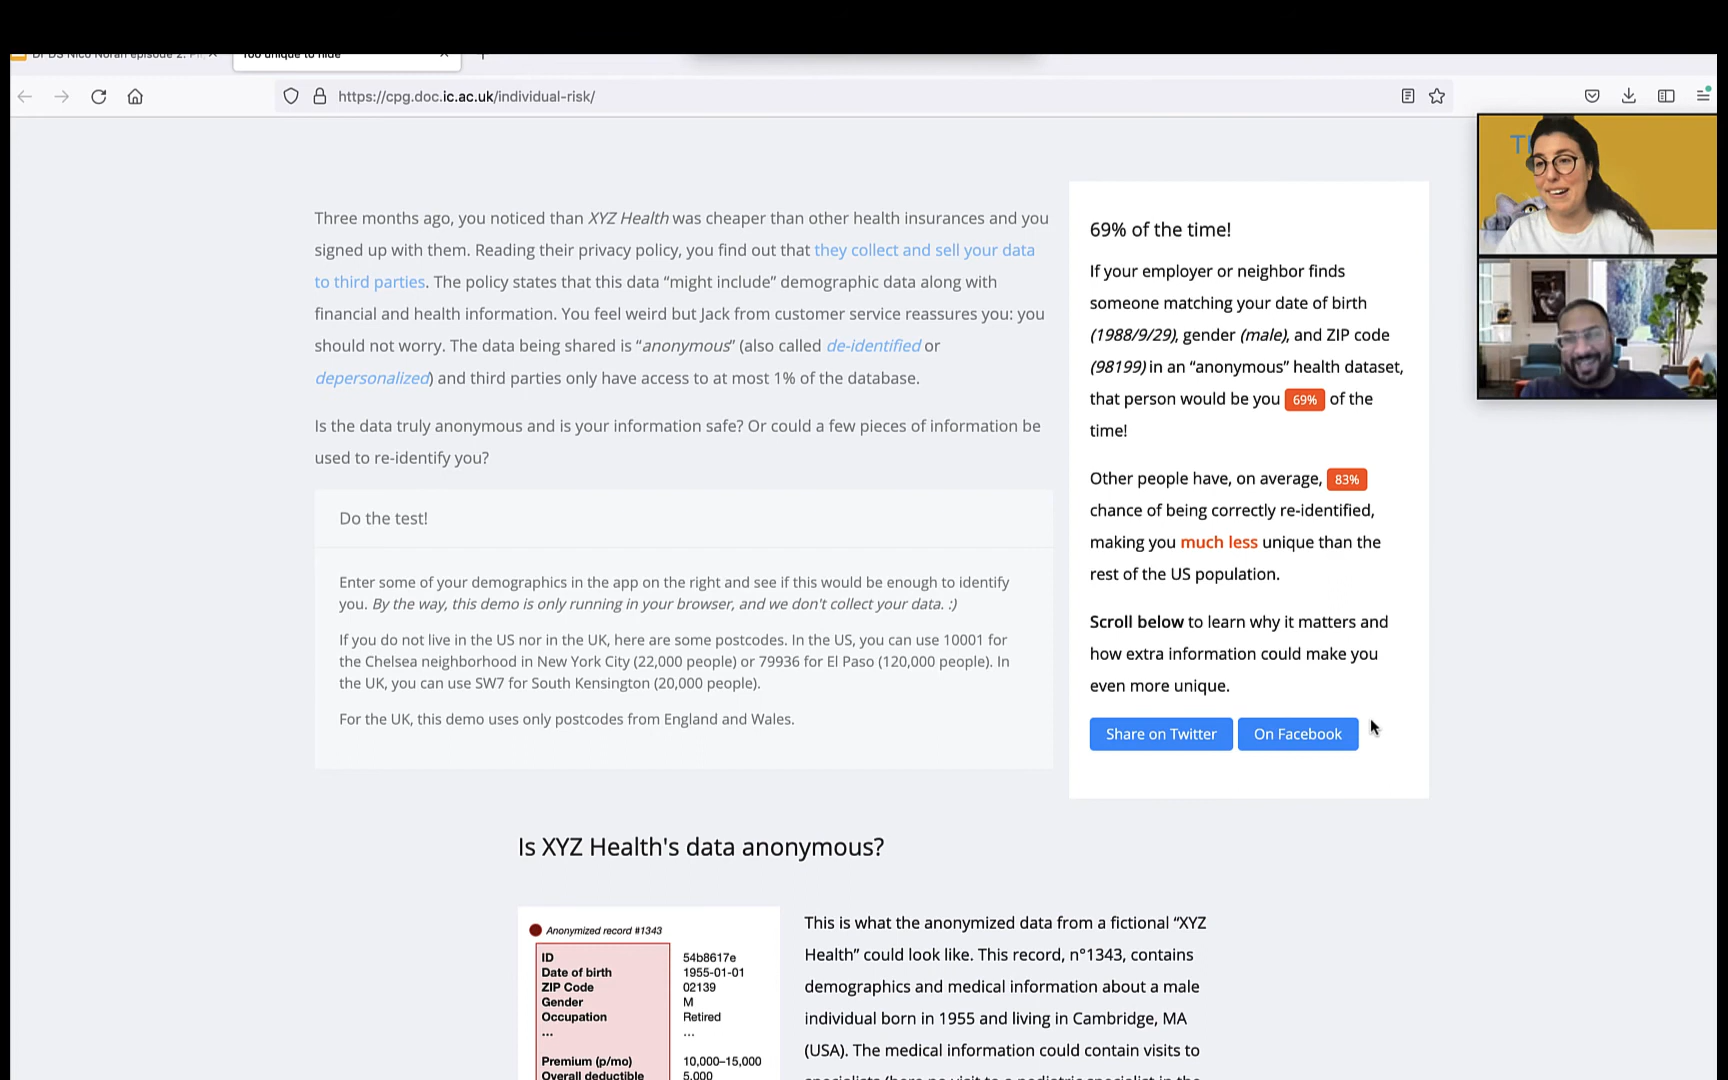 Too unique to hide
https://cpg.doc.ic.ac.uk/individual-risk/
Three months ago, you noticed than XYZ Health was cheaper than other health insurances and you
signed up with them. Reading their privacy policy, you find out that they collect and sell your data
to third parties. The policy states that this data “might include” demographic data along with
financial and health information. You feel weird but Jack from customer service reassures you: you
should not worry. The data being shared is “anonymous” (also called de-identified or
depersonalized) and third parties only have access to at most 1% of the database.
Is the data truly anonymous and is your information safe? Or could a few pieces of information be
used to re-identify you?
Do the test!
Enter some of your demographics in the app on the right and see if this would be enough to identify
you. By the way, this demo is only running in your browser, and we don't collect your data. :)
If you do not live in the US nor in the UK, here are some postcodes. In the US, you can use 10001 for
the Chelsea neighborhood in New York City (22,000 people) or 79936 for El Paso (120,000 people). In
the UK, you can use SW7 for South Kensington (20,000 people).
For the UK, this demo uses only postcodes from England and Wales.
69% of the time!
If your employer or neighbor finds
someone matching your date of birth
(1988/9/29), gender (male), and ZIP code
(98199) in an “anonymous” health dataset,
that person would be you 69% of the
time!
Other people have, on average, 83%
chance of being correctly re-identified,
making you much less unique than the
rest of the US population.
Scroll below to learn why it matters and
how extra information could make you
even more unique.
Share on Twitter On Facebook
Is XYZ Health's data anonymous?
Anonymized record #1343
ID 54b8617e
Date of birth 1955-01-01
ZIP Code 02139
Gender M
Occupation Retired
... ...
Premium (p/mo) 10,000–15,000
Overall deductible 5,000
This is what the anonymized data from a fictional “XYZ
Health” could look like. This record, n°1343, contains
demographics and medical information about a male
individual born in 1955 and living in Cambridge, MA
(USA). The medical information could contain visits to